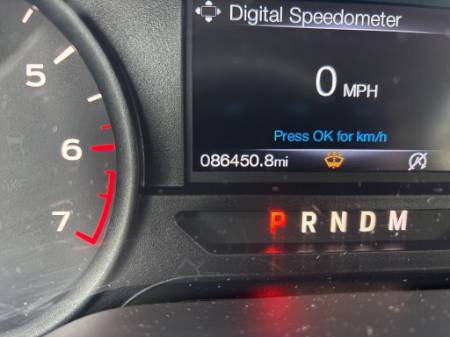 Digital Speedometer
0 MPH
Press OK for km/h
086450.8mi
P R N D M
5
6
7